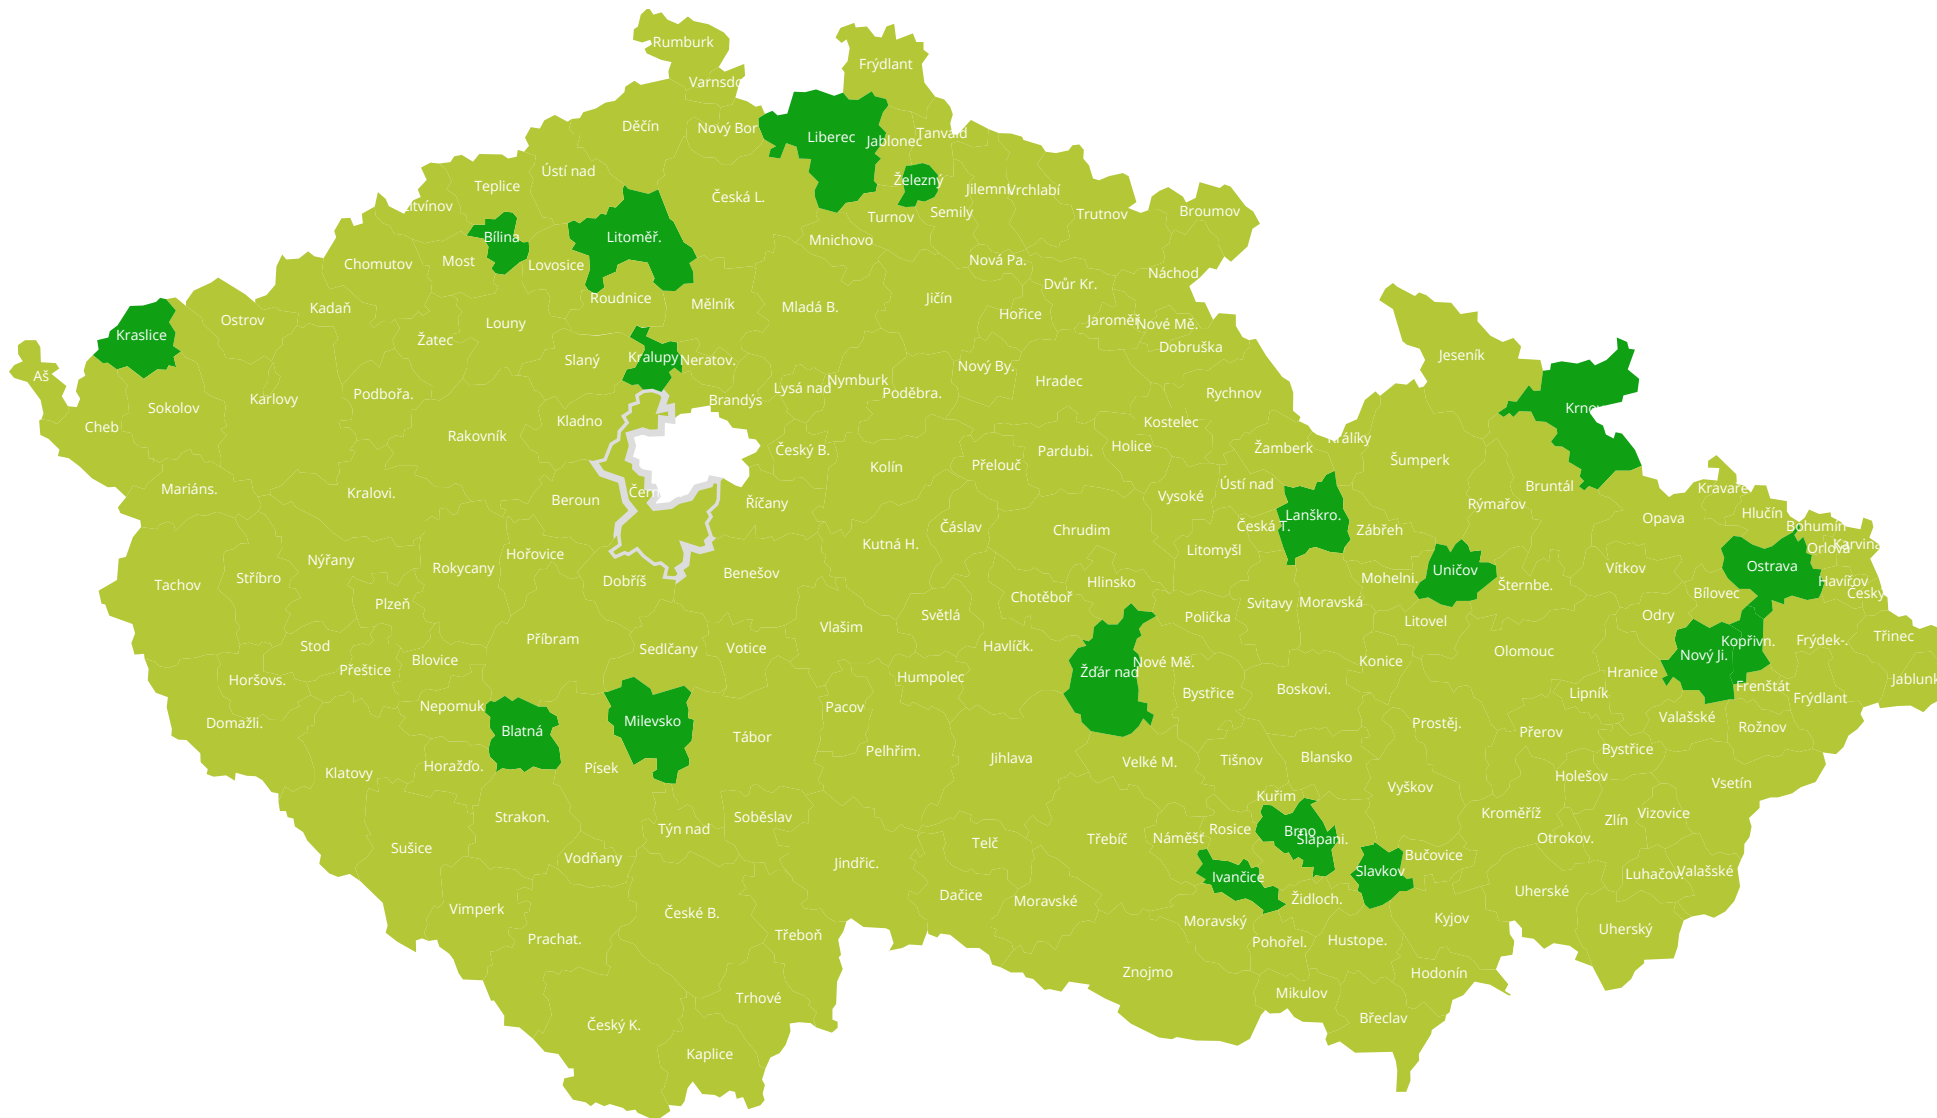 Rumburk
Frýdlant
Varnsdo
Děčín
Nový Bor
Liberec
Jablonec
Tanvald
Ústí nad
Teplice
Česká L.
Železný
Jilemni
Vrchlabí
Litvínov
Turnov
Semily
Trutnov
Broumov
Bílina
Litoměř.
Mnichovo
Chomutov
Most
Lovosice
Nová Pa.
Náchod
Dvůr Kr.
Kadaň
Roudnice
Mělník
Mladá B.
Jičín
Hořice
Ostrov
Louny
Jaroměř
Nové Mě.
Kraslice
Žatec
Dobruška
Slaný
Kralupy
Neratov.
Jeseník
Aš
Nový By.
Hradec
Nymburk
Lysá nad
Poděbra.
Podbořa.
Rychnov
Karlovy
Brandýs
Sokolov
Krnov
Cheb
Kladno
Kostelec
Rakovník
Králíky
Holice
Žamberk
Český B.
Pardubi.
Kolín
Přelouč
Šumperk
Mariáns.
Kralovi.
Beroun
Čern
Říčany
Vysoké
Ústí nad
Bruntál
Kravaře
Rýmařov
Lanškro.
Hlučín
Opava
Čáslav
Chrudim
Česká T.
Zábřeh
Bohumín
Kutná H.
Litomyšl
Karviná
Orlová
Hořovice
Nýřany
Rokycany
Stříbro
Tachov
Dobříš
Benešov
Hlinsko
Mohelni.
Uničov
Šternbe.
Vítkov
Ostrava
Havířov
Český
Bílovec
Chotěboř
Plzeň
Svitavy
Moravská
Světlá
Polička
Litovel
Odry
Vlašim
Příbram
Stod
Sedlčany
Votice
Havlíčk.
Kopřivn.
Frýdek-.
Třinec
Olomouc
Nový Ji.
Blovice
Přeštice
Nové Mě.
Konice
Žďár nad
Hranice
Horšovs.
Humpolec
Jablunk
Boskovi.
Bystřice
Lipník
Frenštát
Frýdlant
Nepomuk
Pacov
Domažli.
Milevsko
Blatná
Prostěj.
Přerov
Valašské
Rožnov
Tábor
Pelhřim.
Jihlava
Bystřice
Horažďo.
Písek
Klatovy
Velké M.
Tišnov
Blansko
Holešov
Vyškov
Vsetín
Kuřim
Strakon.
Soběslav
Týn nad
Kroměříž
Zlín
Vizovice
Rosice
Brno
Šlapani.
Třebíč
Náměšť
Otrokov.
Telč
Sušice
Vodňany
Jindřic.
Bučovice
Slavkov
Ivančice
Luhačov.
Valašské
Uherské
Dačice
Moravské
Židloch.
Vimperk
České B.
Moravský
Kyjov
Uherský
Třeboň
Prachat.
Pohořel.
Hustope.
Znojmo
Hodonín
Mikulov
Trhové
Břeclav
Český K.
Kaplice